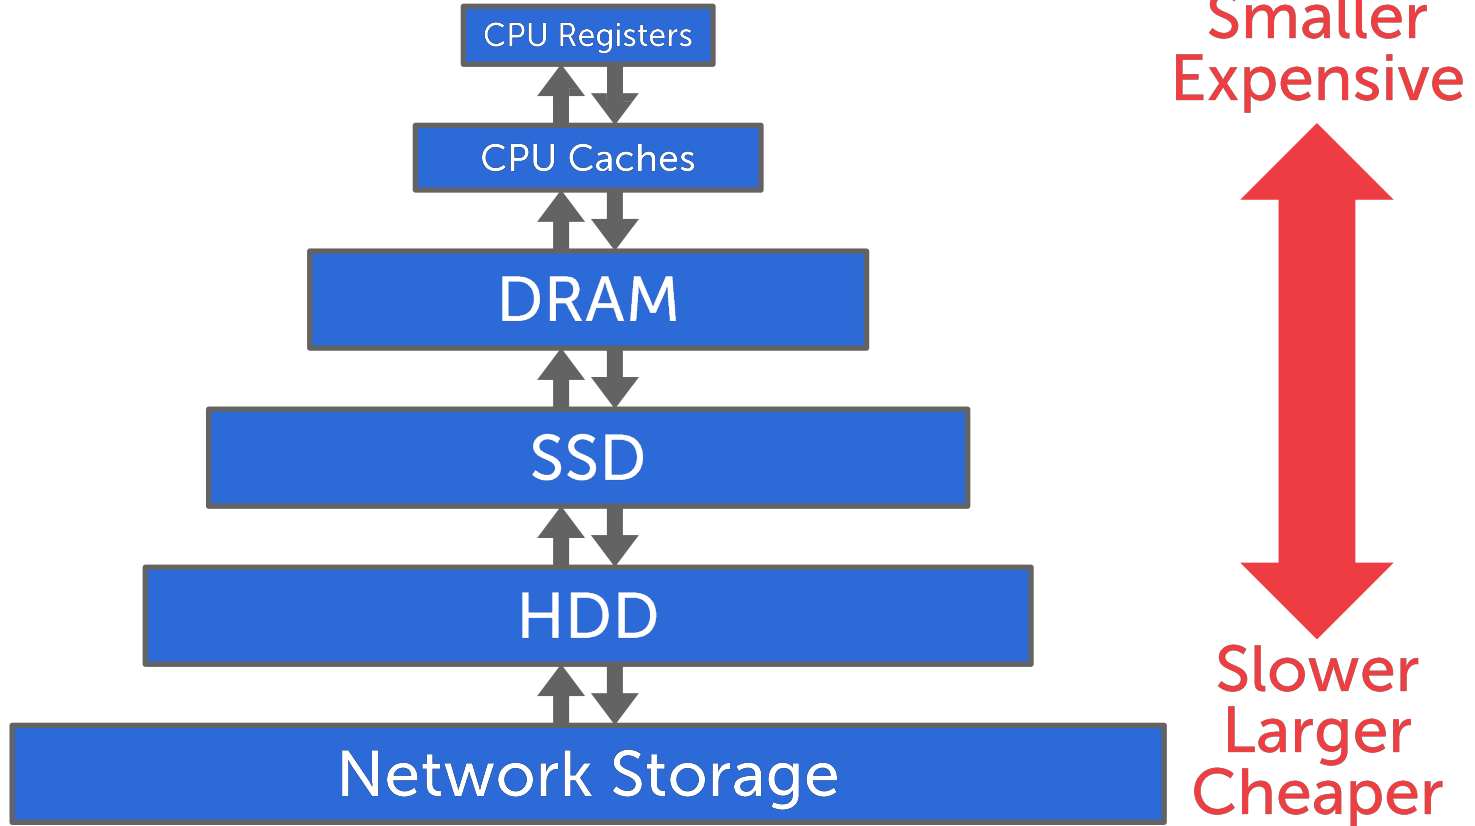 CPU Registers
CPU Caches
DRAM
SSD
HDD
Network Storage
Smaller
Expensive
Slower
Larger
Cheaper